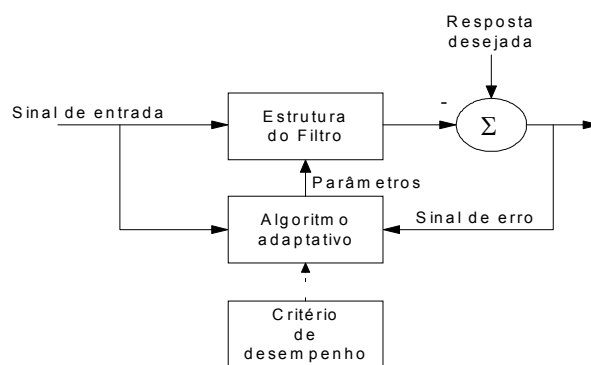 Resposta
desejada
Sinal de entrada
Estrutura
do Filtro
-
Σ
Parâmetros
Algoritmo
adaptativo
Sinal de erro
Critério
de
desempenho